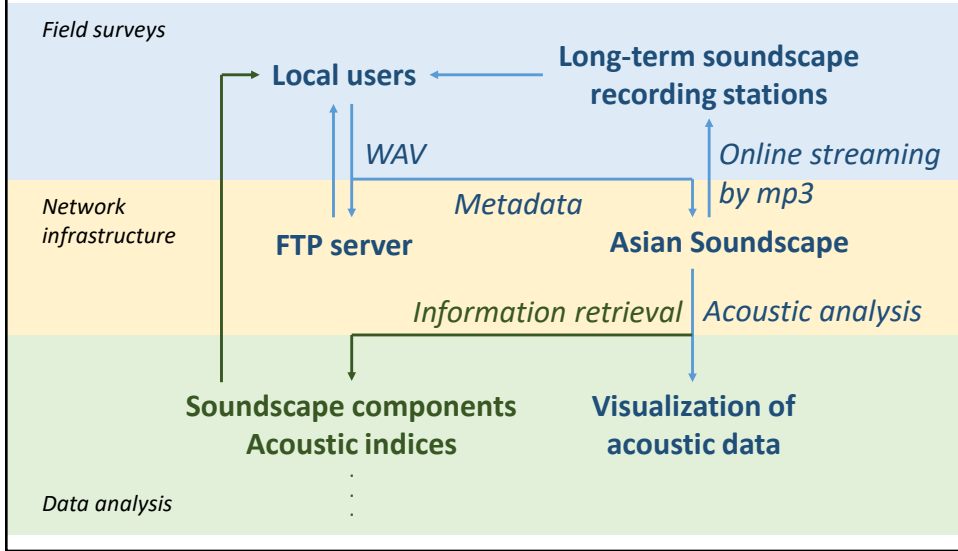 Field surveys
Local users
Long-term soundscape
recording stations
WAV
Online streaming
by mp3
Metadata
Network
infrastructure
FTP server
Asian Soundscape
Information retrieval
Acoustic analysis
Soundscape components
Acoustic indices
.
.
.
Visualization of
acoustic data
Data analysis